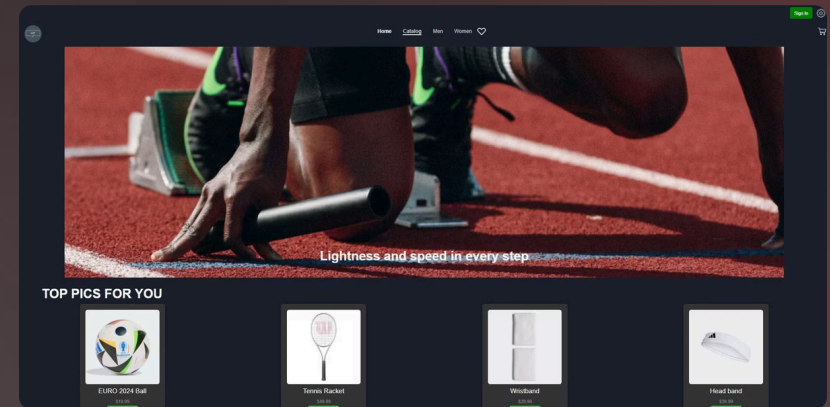 Sign In
Home Catalog Men Women
Lightness and speed in every step
TOP PICS FOR YOU
EURO 2024 Ball Tennis Racket Wristband Head band